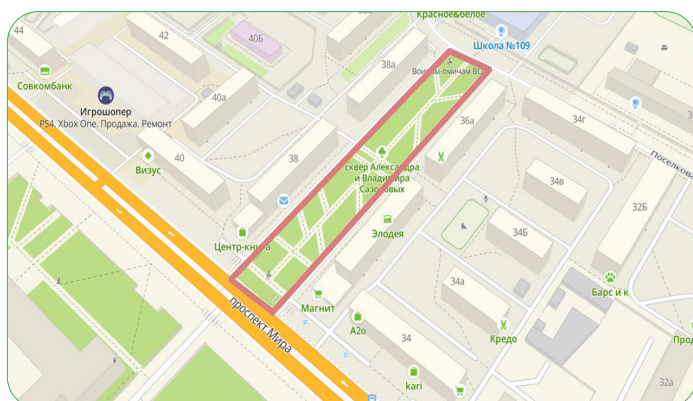 Красное&белое
44
42
40Б
Школа №109
38а
Воинам-омичам ВО
Совкомбанк
40а
36а
34г
Игрошопер
PS4. Xbox One. Продажа. Ремонт
40
38
Визус
сквер Александра
и Владимира
Сазоновых
34в
Поселкова
32Б
Элодея
34Б
Центр-книга
34а
Барс и к
проспект Мира
Магнит
А2о
34
Кредо
Прод
kari
32а